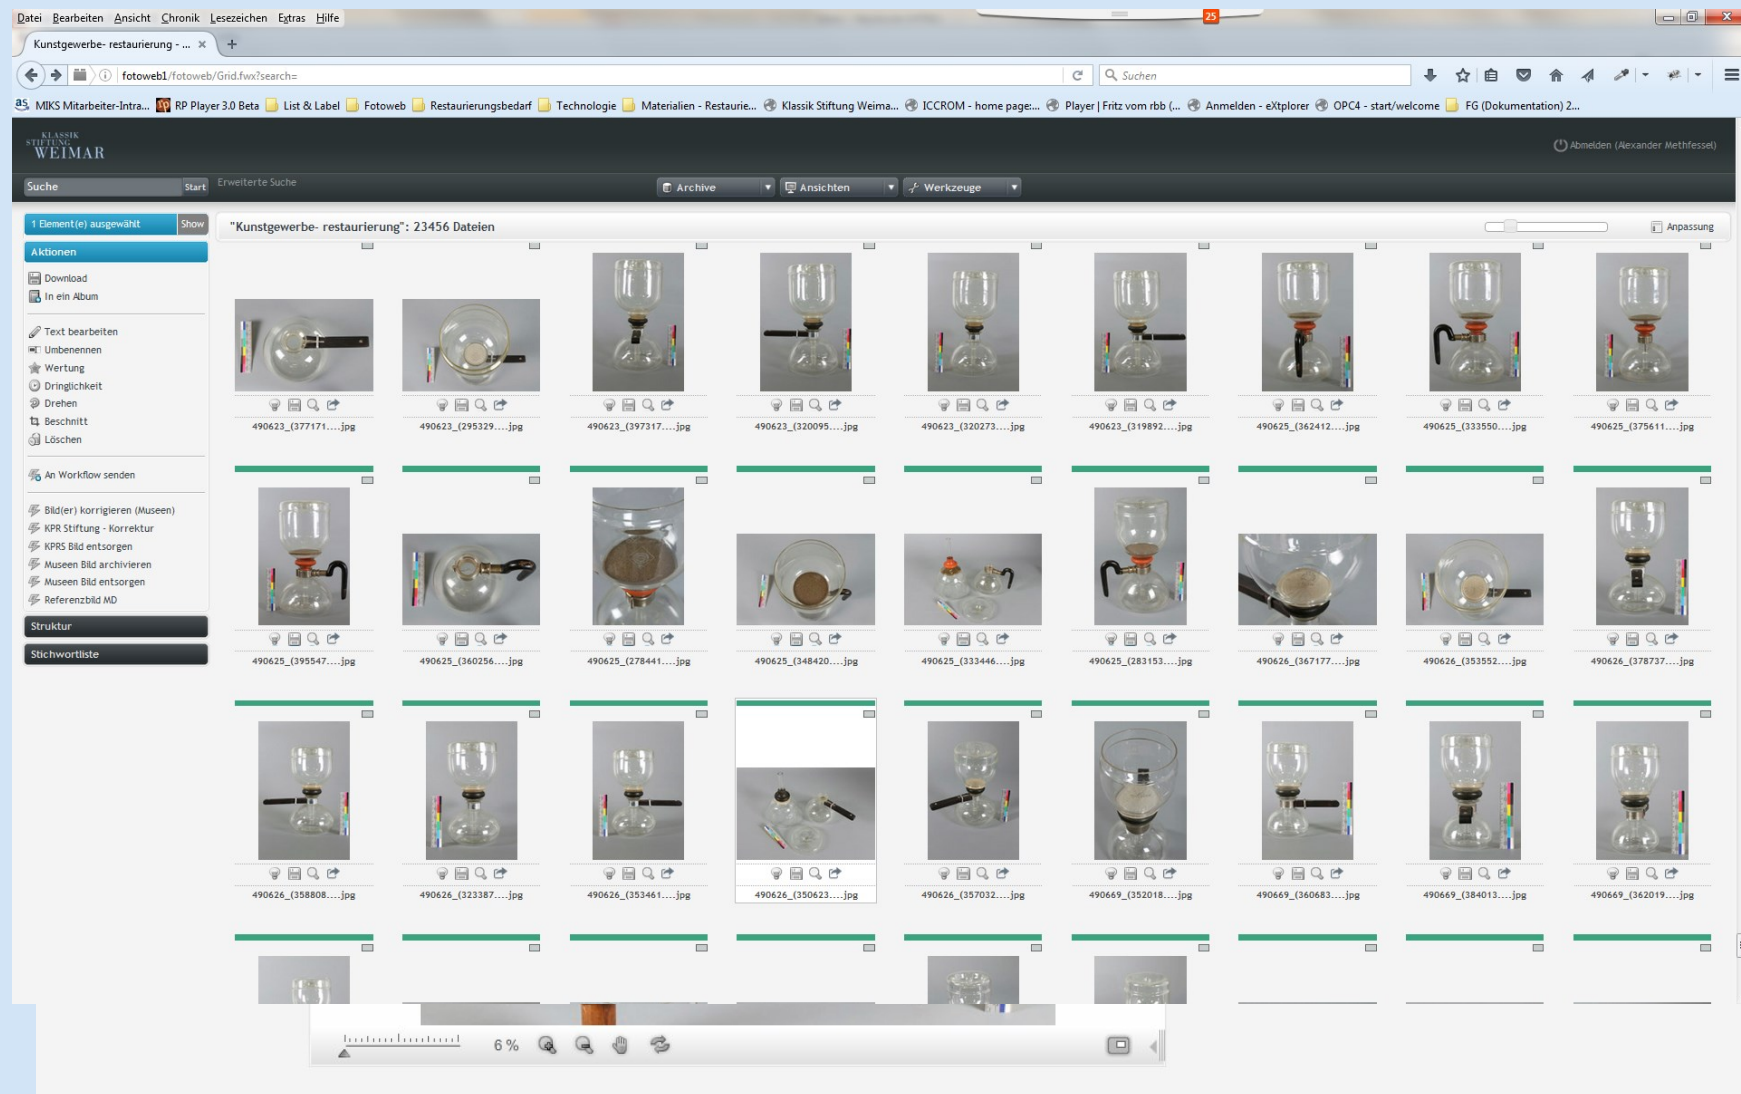 Datei Bearbeiten Ansicht Chronik Lesezeichen Extras Hilfe
25
Kunstgewerbe- restaurierung - ... × +
fotoweb1/fotoweb/Grid.fwx?search=
Suchen
MIKS Mitarbeiter-Intra... RP Player 3.0 Beta List & Label Fotoweb Restaurierungsbedarf Technologie Materialien - Restaurie... Klassik Stiftung Weima... ICCROM - home page:... Player | Fritz vom rbb (... Anmelden - eXtplorer OPC4 - start/welcome FG (Dokumentation) 2...
KLASSIK
STIFTUNG
WEIMAR
Abmelden (Alexander Methfessel)
Suche Start Erweiterte Suche Archive Ansichten Werkzeuge
1 Element(e) ausgewählt Show
"Kunstgewerbe- restaurierung": 23456 Dateien
Anpassung
Aktionen
Download
In ein Album
Text bearbeiten
Umbenennen
Wertung
Dringlichkeit
Drehen
Beschnitt
Löschen
An Workflow senden
Bild(er) korrigieren (Museen)
KPR Stiftung - Korrektur
KPRS Bild entsorgen
Museen Bild archivieren
Museen Bild entsorgen
Referenzbild MD
Struktur
Stichwortliste
490623_(377171....jpg 490623_(295329....jpg 490623_(397317....jpg 490623_(320095....jpg 490623_(320273....jpg 490623_(319892....jpg 490625_(362412....jpg 490625_(333550....jpg 490625_(375611....jpg
490625_(395547....jpg 490625_(360256....jpg 490625_(278441....jpg 490625_(348420....jpg 490625_(333446....jpg 490625_(283153....jpg 490626_(367177....jpg 490626_(353552....jpg 490626_(378737....jpg
490626_(358808....jpg 490626_(323387....jpg 490626_(353461....jpg 490626_(350623....jpg 490626_(357032....jpg 490669_(352018....jpg 490669_(360683....jpg 490669_(384013....jpg 490669_(362019....jpg
6 %